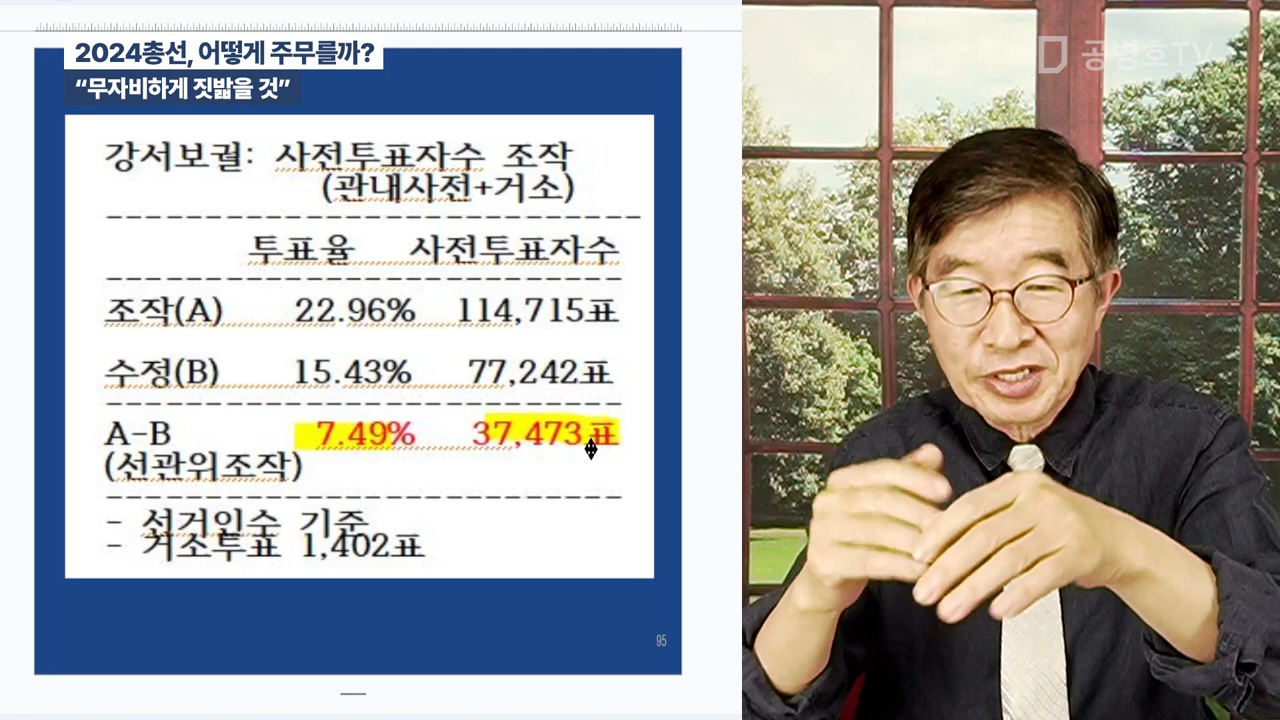 2024총선, 어떻게 주무를까?
“무자비하게 짓밟을 것”
공병호TV
강서보궐: 사전투표자수 조작
(관내사전+거소)
투표율 사전투표자수
조작(A) 22.96% 114,715표
수정(B) 15.43% 77,242표
A-B 7.49% 37,473표
(선관위조작)
- 선거인수 기준
- 거소투표 1,402표
95